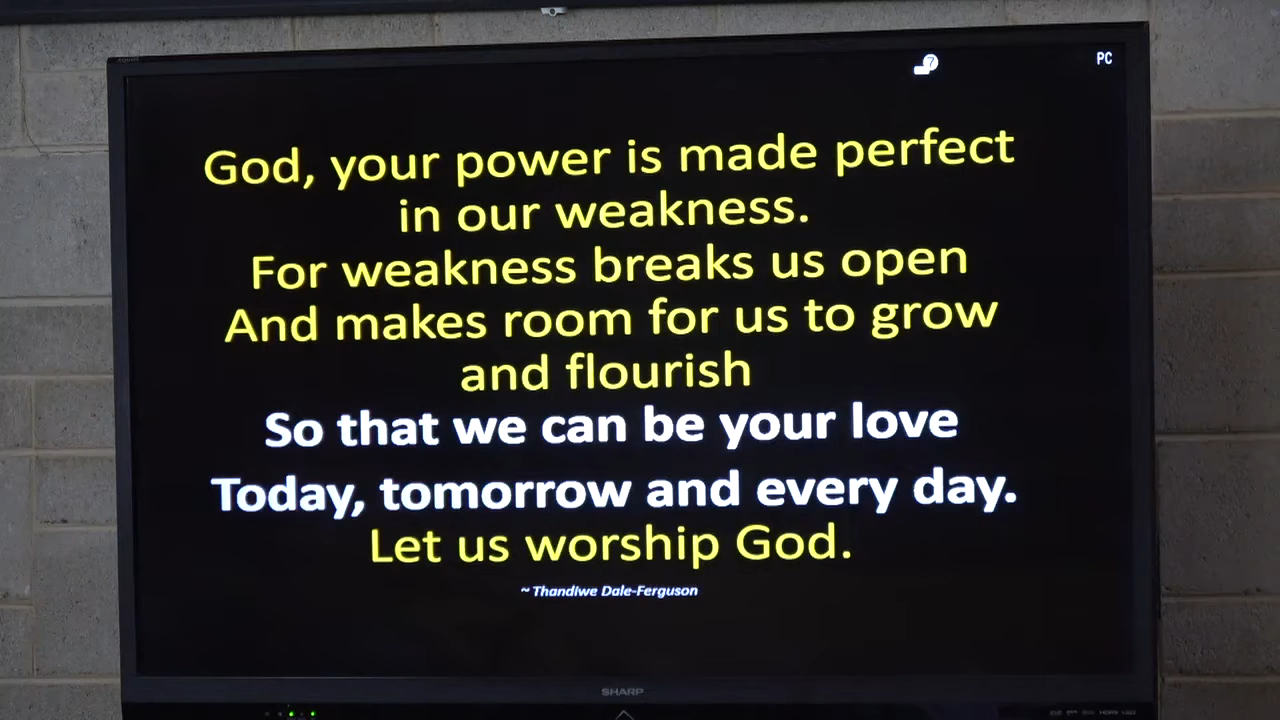 PC
God, your power is made perfect
in our weakness.
For weakness breaks us open
And makes room for us to grow
and flourish
So that we can be your love
Today, tomorrow and every day.
Let us worship God.
~ Thandiwe Dale-Ferguson
SHARP